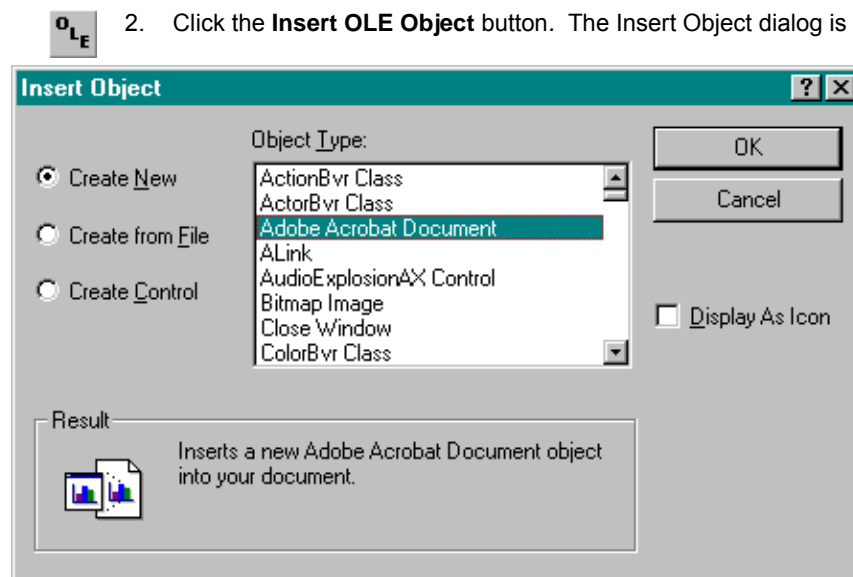 OLE
2. Click the Insert OLE Object button. The Insert Object dialog is
Insert Object
Object Type:
Create New
Create from File
Create Control
ActionBvr Class
ActorBvr Class
Adobe Acrobat Document
ALink
AudioExplosionAX Control
Bitmap Image
Close Window
ColorBvr Class
OK
Cancel
Display As Icon
Result
Inserts a new Adobe Acrobat Document object
into your document.